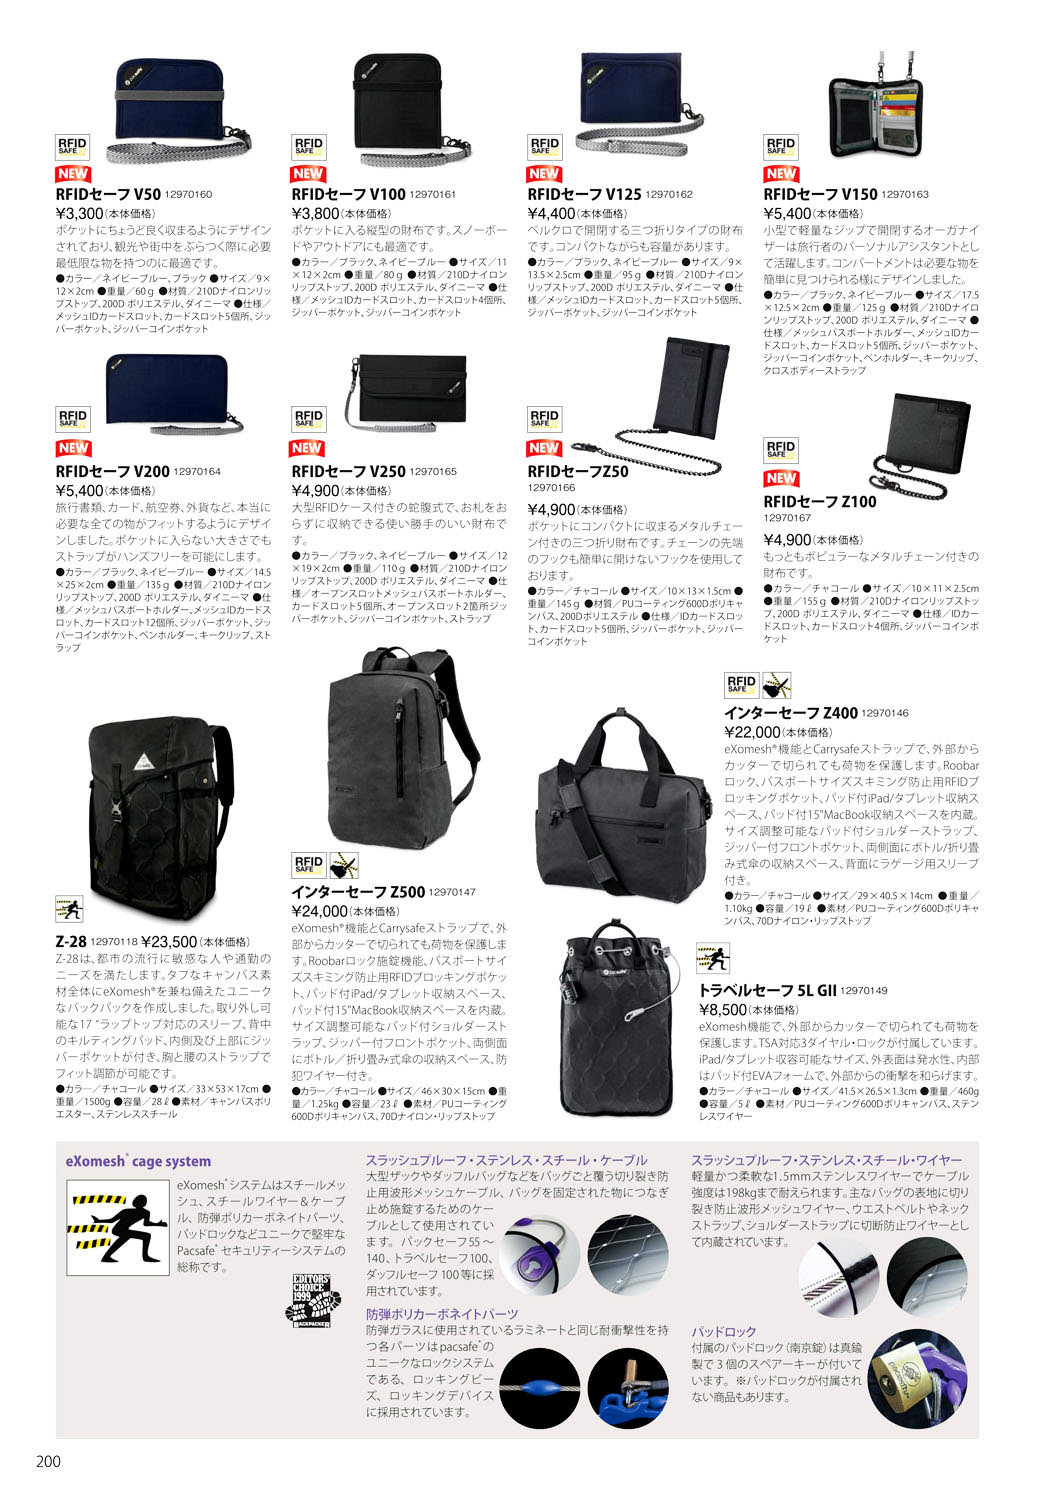 RFID
SAFE
NEW
RFIDセーフ V50 12970160
¥3,300(本体価格)
ポケットにちょうど良く収まるようにデザイン
されており、観光や街中をぶらつく際に必要
最低限な物を持つのに最適です。
●カラー／ネイビーブルー、ブラック ●サイズ／9×
12×2cm ●重量／60g ●材質／210Dナイロンリッ
プストップ、200D ポリエステル、ダイニーマ ●仕様／
メッシュIDカードスロット、カードスロット5個所、ジッ
パーポケット、ジッパーコインポケット
RFID
SAFE
NEW
RFIDセーフ V100 12970161
¥3,800(本体価格)
ポケットに入る縦型の財布です。スノーボー
ドやアウトドアにも最適です。
●カラー／ブラック、ネイビーブルー ●サイズ／11
×12×2cm ●重量／80g ●材質／210Dナイロン
リップストップ、200D ポリエステル、ダイニーマ ●仕
様／メッシュIDカードスロット、カードスロット4個所、
ジッパーポケット、ジッパーコインポケット
RFID
SAFE
NEW
RFIDセーフ V125 12970162
¥4,400(本体価格)
ベルクロで開閉する三つ折りタイプの財布
です。コンパクトながらも容量があります。
●カラー／ブラック、ネイビーブルー ●サイズ／9×
13.5×2.5cm ●重量／95g ●材質／210Dナイロン
リップストップ、200D ポリエステル、ダイニーマ ●仕
様／メッシュIDカードスロット、カードスロット5個所、
ジッパーポケット、ジッパーコインポケット
RFID
SAFE
NEW
RFIDセーフ V150 12970163
¥5,400(本体価格)
小型で軽量なジップで開閉するオーガナイ
ザーは旅行者のパーソナルアシスタントとし
て活躍します。コンパートメントは必要な物を
簡単に見つけられる様にデザインしました。
●カラー／ブラック、ネイビーブルー ●サイズ／17.5
×12.5×2cm ●重量／125g ●材質／210Dナイロ
ンリップストップ、200D ポリエステル、ダイニーマ ●
仕様／メッシュパスポートホルダー、メッシュIDカー
ドスロット、カードスロット5個所、ジッパーポケット、
ジッパーコインポケット、ペンホルダー、キークリップ、
クロスボディーストラップ
RFID
SAFE
NEW
RFIDセーフ V200 12970164
¥5,400(本体価格)
旅行書類、カード、航空券、外貨など、本当に
必要な全ての物がフィットするようにデザイ
ンしました。ポケットに入らない大きさでも
ストラップがハンズフリーを可能にします。
●カラー／ブラック、ネイビーブルー ●サイズ／14.5
×25×2cm ●重量／135g ●材質／210Dナイロン
リップストップ、200D ポリエステル、ダイニーマ ●仕
様／メッシュパスポートホルダー、メッシュIDカードス
ロット、カードスロット12個所、ジッパーポケット、ジッ
パーコインポケット、ペンホルダー、キークリップ、スト
ラップ
RFID
SAFE
NEW
RFIDセーフ V250 12970165
¥4,900(本体価格)
大型RFIDケース付きの蛇腹式で、お札をお
らずに収納できる使い勝手のいい財布で
す。
●カラー／ブラック、ネイビーブルー ●サイズ／12
×19×2cm ●重量／110g ●材質／210Dナイロン
リップストップ、200D ポリエステル、ダイニーマ ●仕
様／オープンスロットメッシュパスポートホルダー、
カードスロット5個所、オープンスロット2箇所ジッ
パーポケット、ジッパーコインポケット、ストラップ
RFID
SAFE
NEW
RFIDセーフZ50
12970166
¥4,900(本体価格)
ポケットにコンパクトに収まるメタルチェー
ン付きの三つ折り財布です。チェーンの先端
のフックも簡単に開けないフックを使用して
おります。
●カラー／チャコール ●サイズ／10×13×1.5cm ●
重量／145g ●材質／PUコーティング600Dポリキャ
ンバス、200Dポリエステル ●仕様／IDカードスロッ
ト、カードスロット5個所、ジッパーポケット、ジッパー
コインポケット
RFID
SAFE
NEW
RFIDセーフ Z100
12970167
¥4,900(本体価格)
もっともポピュラーなメタルチェーン付きの
財布です。
●カラー／チャコール ●サイズ／10×11×2.5cm
●重量／155g ●材質／210Dナイロンリップストッ
プ、200D ポリエステル、ダイニーマ ●仕様／IDカー
ドスロット、カードスロット4個所、ジッパーコインポ
ケット
Z-28 12970118 ¥23,500(本体価格)
Z-28は、都市の流行に敏感な人や通勤の
ニーズを満たします。タフなキャンバス素
材全体にeXomesh®を兼ね備えたユニーク
なバックパックを作成しました。取り外し可
能な17 “ラップトップ対応のスリーブ、背中
のキルティングパッド、内側及び上部にジッ
パーポケットが付き、胸と腰のストラップで
フィット調節が可能です。
●カラー／チャコール ●サイズ／33×53×17cm ●
重量／1500g ●容量／28ℓ ●素材／キャンバスポリ
エスター、ステンレススチール
RFID
SAFE
インターセーフ Z500 12970147
¥24,000(本体価格)
eXomesh®機能とCarrysafeストラップで、外
部からカッターで切られても荷物を保護しま
す。Roobarロック施錠機能、パスポートサイ
ズスキミング防止用RFIDブロッキングポケッ
ト、パッド付iPad/タブレット収納スペース、
パッド付15"MacBook収納スペースを内蔵。
サイズ調整可能なパッド付ショルダースト
ラップ、ジッパー付フロントポケット、両側面
にボトル／折り畳み式傘の収納スペース、防
犯ワイヤー付き。
●カラー／チャコール ●サイズ／46×30×15cm ●重
量／1.25kg ●容量／23ℓ ●素材／PUコーティング
600Dポリキャンバス、70Dナイロン・リップストップ
RFID
SAFE
インターセーフ Z400 12970146
¥22,000(本体価格)
eXomesh®機能とCarrysafeストラップで、外部から
カッターで切られても荷物を保護します。Roobar
ロック、パスポートサイズスキミング防止用RFIDブ
ロッキングポケット、パッド付iPad/タブレット収納ス
ペース、パッド付15"MacBook収納スペースを内蔵。
サイズ調整可能なパッド付ショルダーストラップ、
ジッパー付フロントポケット、両側面にボトル/折り畳
み式傘の収納スペース、背面にラゲージ用スリーブ
付き。
●カラー／チャコール ●サイズ／29×40.5×14cm ●重量／
1.10kg ●容量／19ℓ ●素材／PUコーティング600Dポリキャ
ンバス、70Dナイロン・リップストップ
トラベルセーフ 5L GII 12970149
¥8,500(本体価格)
eXomesh機能で、外部からカッターで切られても荷物を
保護します。TSA対応3ダイヤル・ロックが付属しています。
iPad/タブレット収容可能なサイズ、外表面は発水性、内部
はパッド付EVAフォームで、外部からの衝撃を和らげます。
●カラー／チャコール ●サイズ／41.5×26.5×1.3cm ●重量／460g
●容量／5ℓ ●素材／PUコーティング600Dポリキャンバス、ステン
レスワイヤー
eXomesh® cage system
eXomesh®システムはスチールメッ
シュ、スチールワイヤー＆ケーブ
ル、防弾ポリカーボネイトパーツ、
パッドロックなどユニークで堅牢な
Pacsafe®セキュリティーシステムの
総称です。
EDITORS'
CHOICE
1999
BACKPACKER
スラッシュプルーフ・ステンレス・スチール・ケーブル
大型ザックやダッフルバッグなどをバッグごと覆う切り裂き防
止用波形メッシュケーブル、バッグを固定された物につなぎ
止め施錠するためのケー
ブルとして使用されてい
ます。 パックセーフ55～
140、トラベルセーフ100、
ダッフルセーフ100等に採
用されています。
防弾ポリカーボネイトパーツ
防弾ガラスに使用されているラミネートと同じ耐衝撃性を持
つ各パーツはpacsafe®の
ユニークなロックシステム
である、ロッキングビー
ズ、ロッキングデバイス
に採用されています。
スラッシュプルーフ・ステンレス・スチール・ワイヤー
軽量かつ柔軟な1.5mmステンレスワイヤーでケーブル
強度は198kgまで耐えられます。主なバッグの表地に切り
裂き防止波形メッシュワイヤー、ウエストベルトやネック
ストラップ、ショルダーストラップに切断防止ワイヤーとし
て内蔵されています。
パッドロック
付属のパッドロック（南京錠）は真鍮
製で3個のスペアーキーが付いて
います。※パッドロックが付属され
ない商品もあります。
200